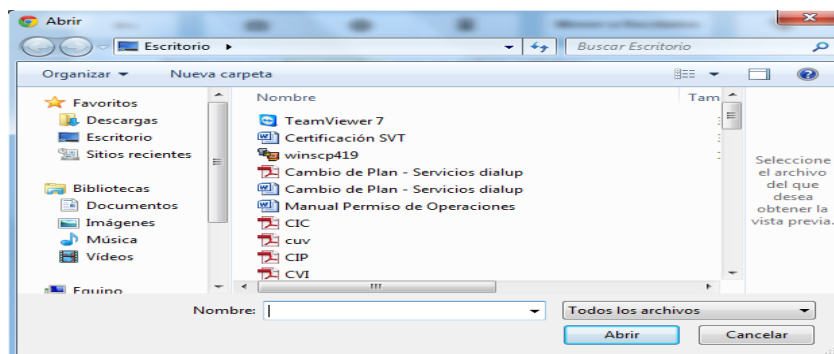 Abrir
Escritorio
Buscar Escritorio
Organizar
Nueva carpeta
Favoritos
Descargas
Escritorio
Sitios recientes
Bibliotecas
Documentos
Imágenes
Música
Vídeos
Equipo
Nombre
Tam
TeamViewer 7
Certificación SVT
winscp419
Cambio de Plan - Servicios dialup
Cambio de Plan - Servicios dialup
Manual Permiso de Operaciones
CIC
cuv
CIP
CVI
Seleccione
el archivo
del que
desea
obtener la
vista previa.
Nombre:
Todos los archivos
Abrir
Cancelar